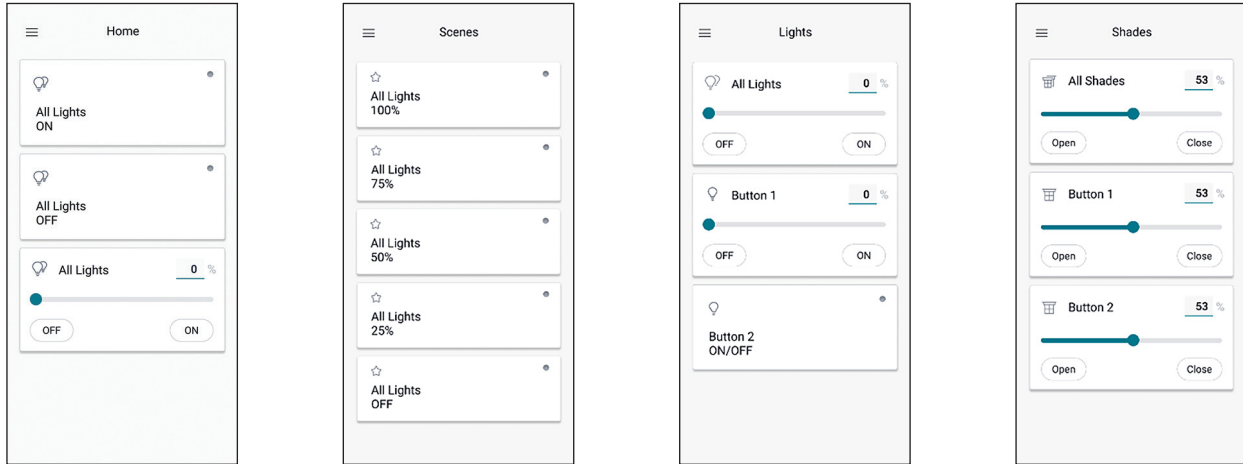 Home
All Lights
ON
All Lights
OFF
All Lights 0 %
OFF ON
Scenes
All Lights
100%
All Lights
75%
All Lights
50%
All Lights
25%
All Lights
OFF
Lights
All Lights 0 %
OFF ON
Button 1 0 %
OFF ON
Button 2
ON/OFF
Shades
All Shades 53 %
Open Close
Button 1 53 %
Open Close
Button 2 53 %
Open Close